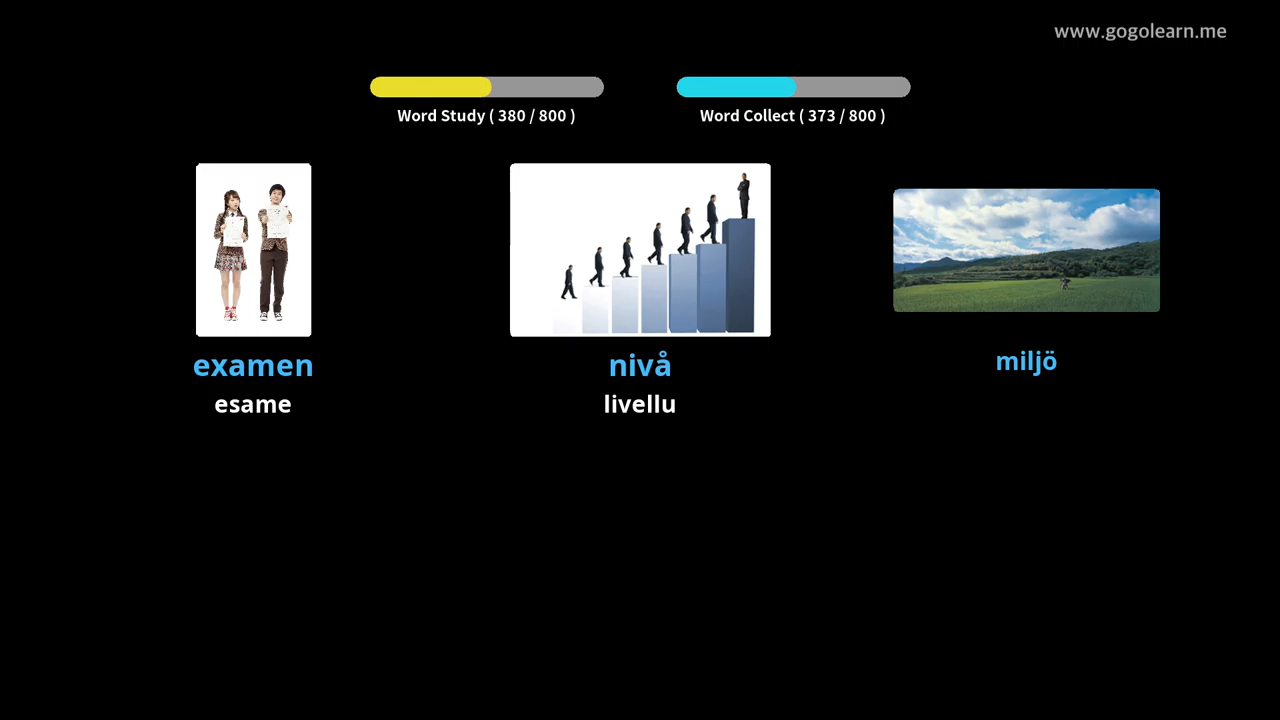 www.gogolearn.me
Word Study ( 380 / 800 )
Word Collect ( 373 / 800 )
examen
esame
nivå
livellu
miljö